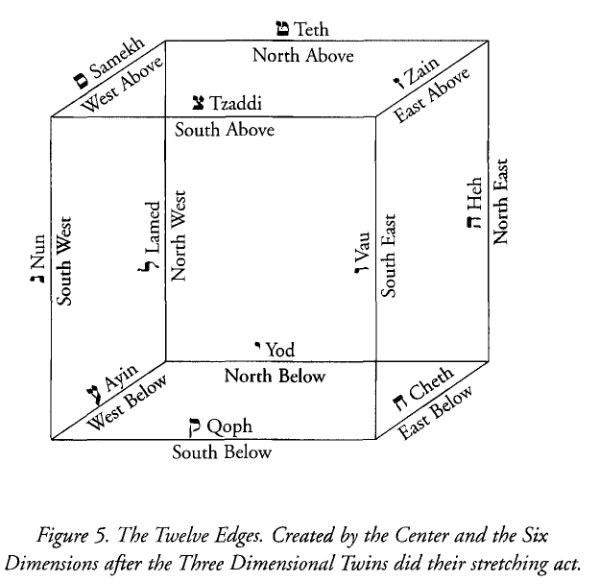 ט Teth
North Above
ס Samekh
West Above
ז Zain
East Above
צ Tzaddi
South Above
נ Nun
South West
ל Lamed
North West
ו Vau
South East
ה Heh
North East
י Yod
North Below
ע Ayin
West Below
ח Cheth
East Below
ק Qoph
South Below
Figure 5. The Twelve Edges. Created by the Center and the Six
Dimensions after the Three Dimensional Twins did their stretching act.